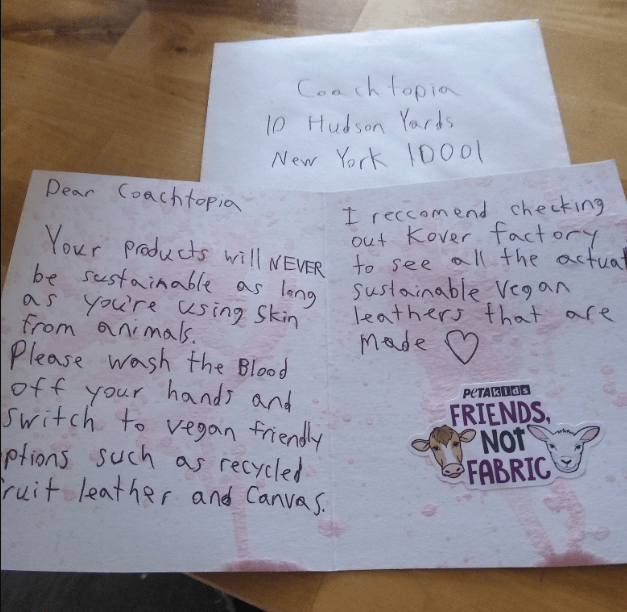 Coachtopia
10 Hudson Yards
New York 10001
Dear Coachtopia
Your products will NEVER
be sustainable as long
as you're using skin
from animals.
Please wash the Blood
off your hands and
switch to vegan friendly
ptions such as recycled
ruit leather and Canvas.
I reccomend checking
out Kover factory
to see all the actual
sustainable vegan
leathers that are
made ♡
PETA kids
FRIENDS,
Not
FABRIC